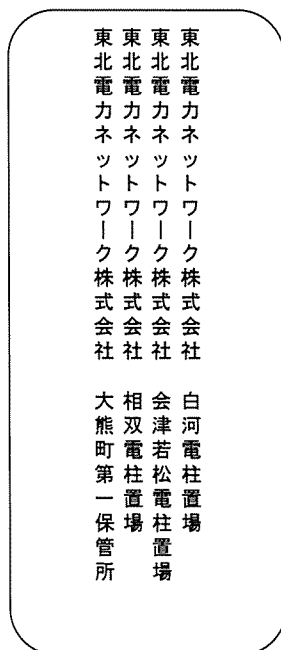 東北電力ネットワーク株式会社　白河電柱置場
東北電力ネットワーク株式会社　会津若松電柱置場
東北電力ネットワーク株式会社　相双電柱置場
東北電力ネットワーク株式会社　大熊町第一保管所